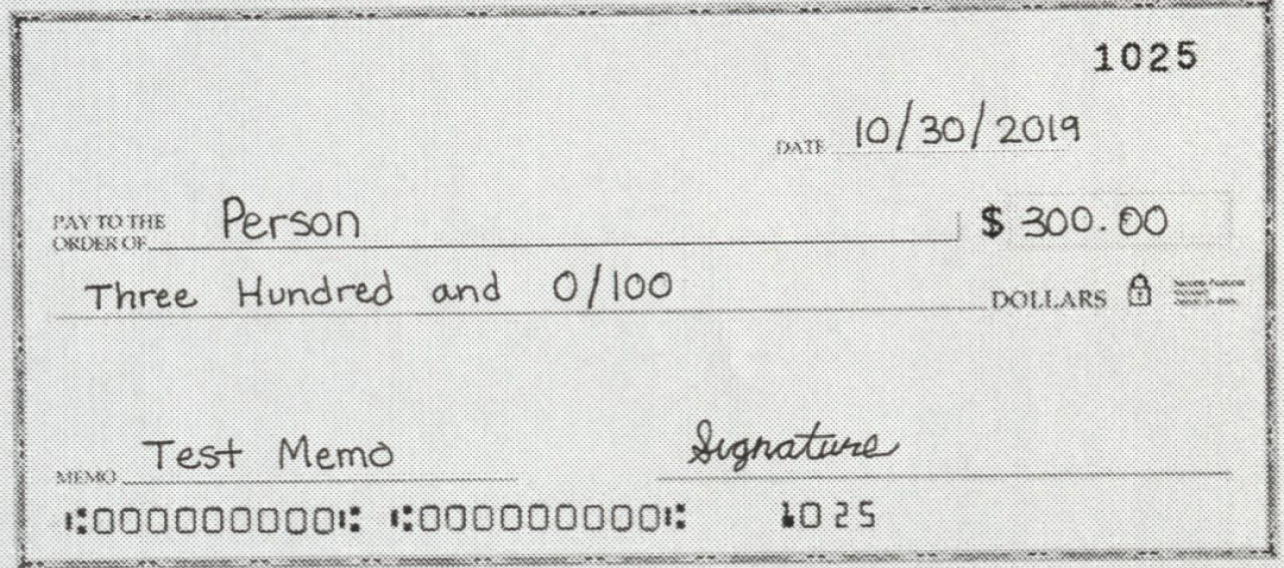 1025
DATE 10/30/2019
PAY TO THE
ORDER OF Person $ 300.00
Three Hundred and 0/100 DOLLARS
MEMO Test Memo Signature
⑆000000000⑆ ⑆000000000⑆ 1025